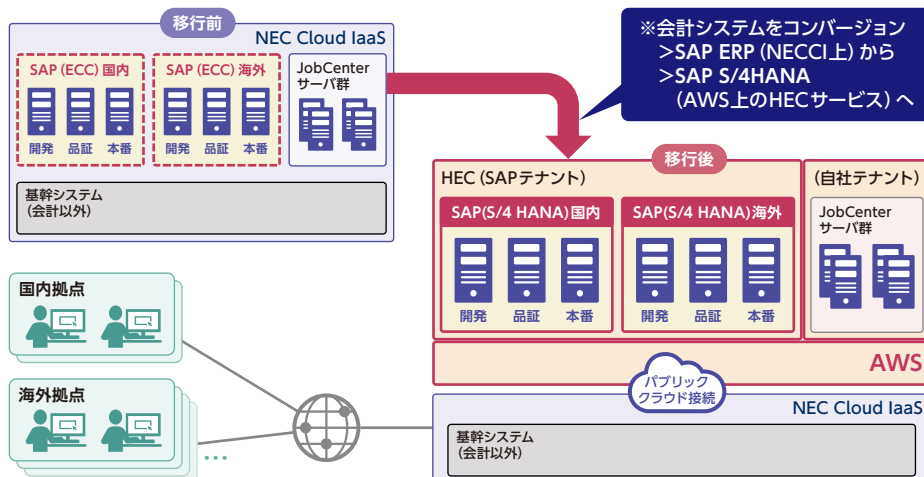 移行前
NEC Cloud IaaS
SAP (ECC) 国内
開発 品証 本番
SAP (ECC) 海外
開発 品証 本番
JobCenter
サーバ群
基幹システム
(会計以外)
※会計システムをコンバージョン
>SAP ERP (NECCI上) から
>SAP S/4HANA
(AWS上のHECサービス) へ
移行後
HEC (SAPテナント)
SAP(S/4 HANA)国内
開発 品証 本番
SAP(S/4 HANA)海外
開発 品証 本番
(自社テナント)
JobCenter
サーバ群
AWS
パブリック
クラウド接続
NEC Cloud IaaS
基幹システム
(会計以外)
国内拠点
海外拠点
...